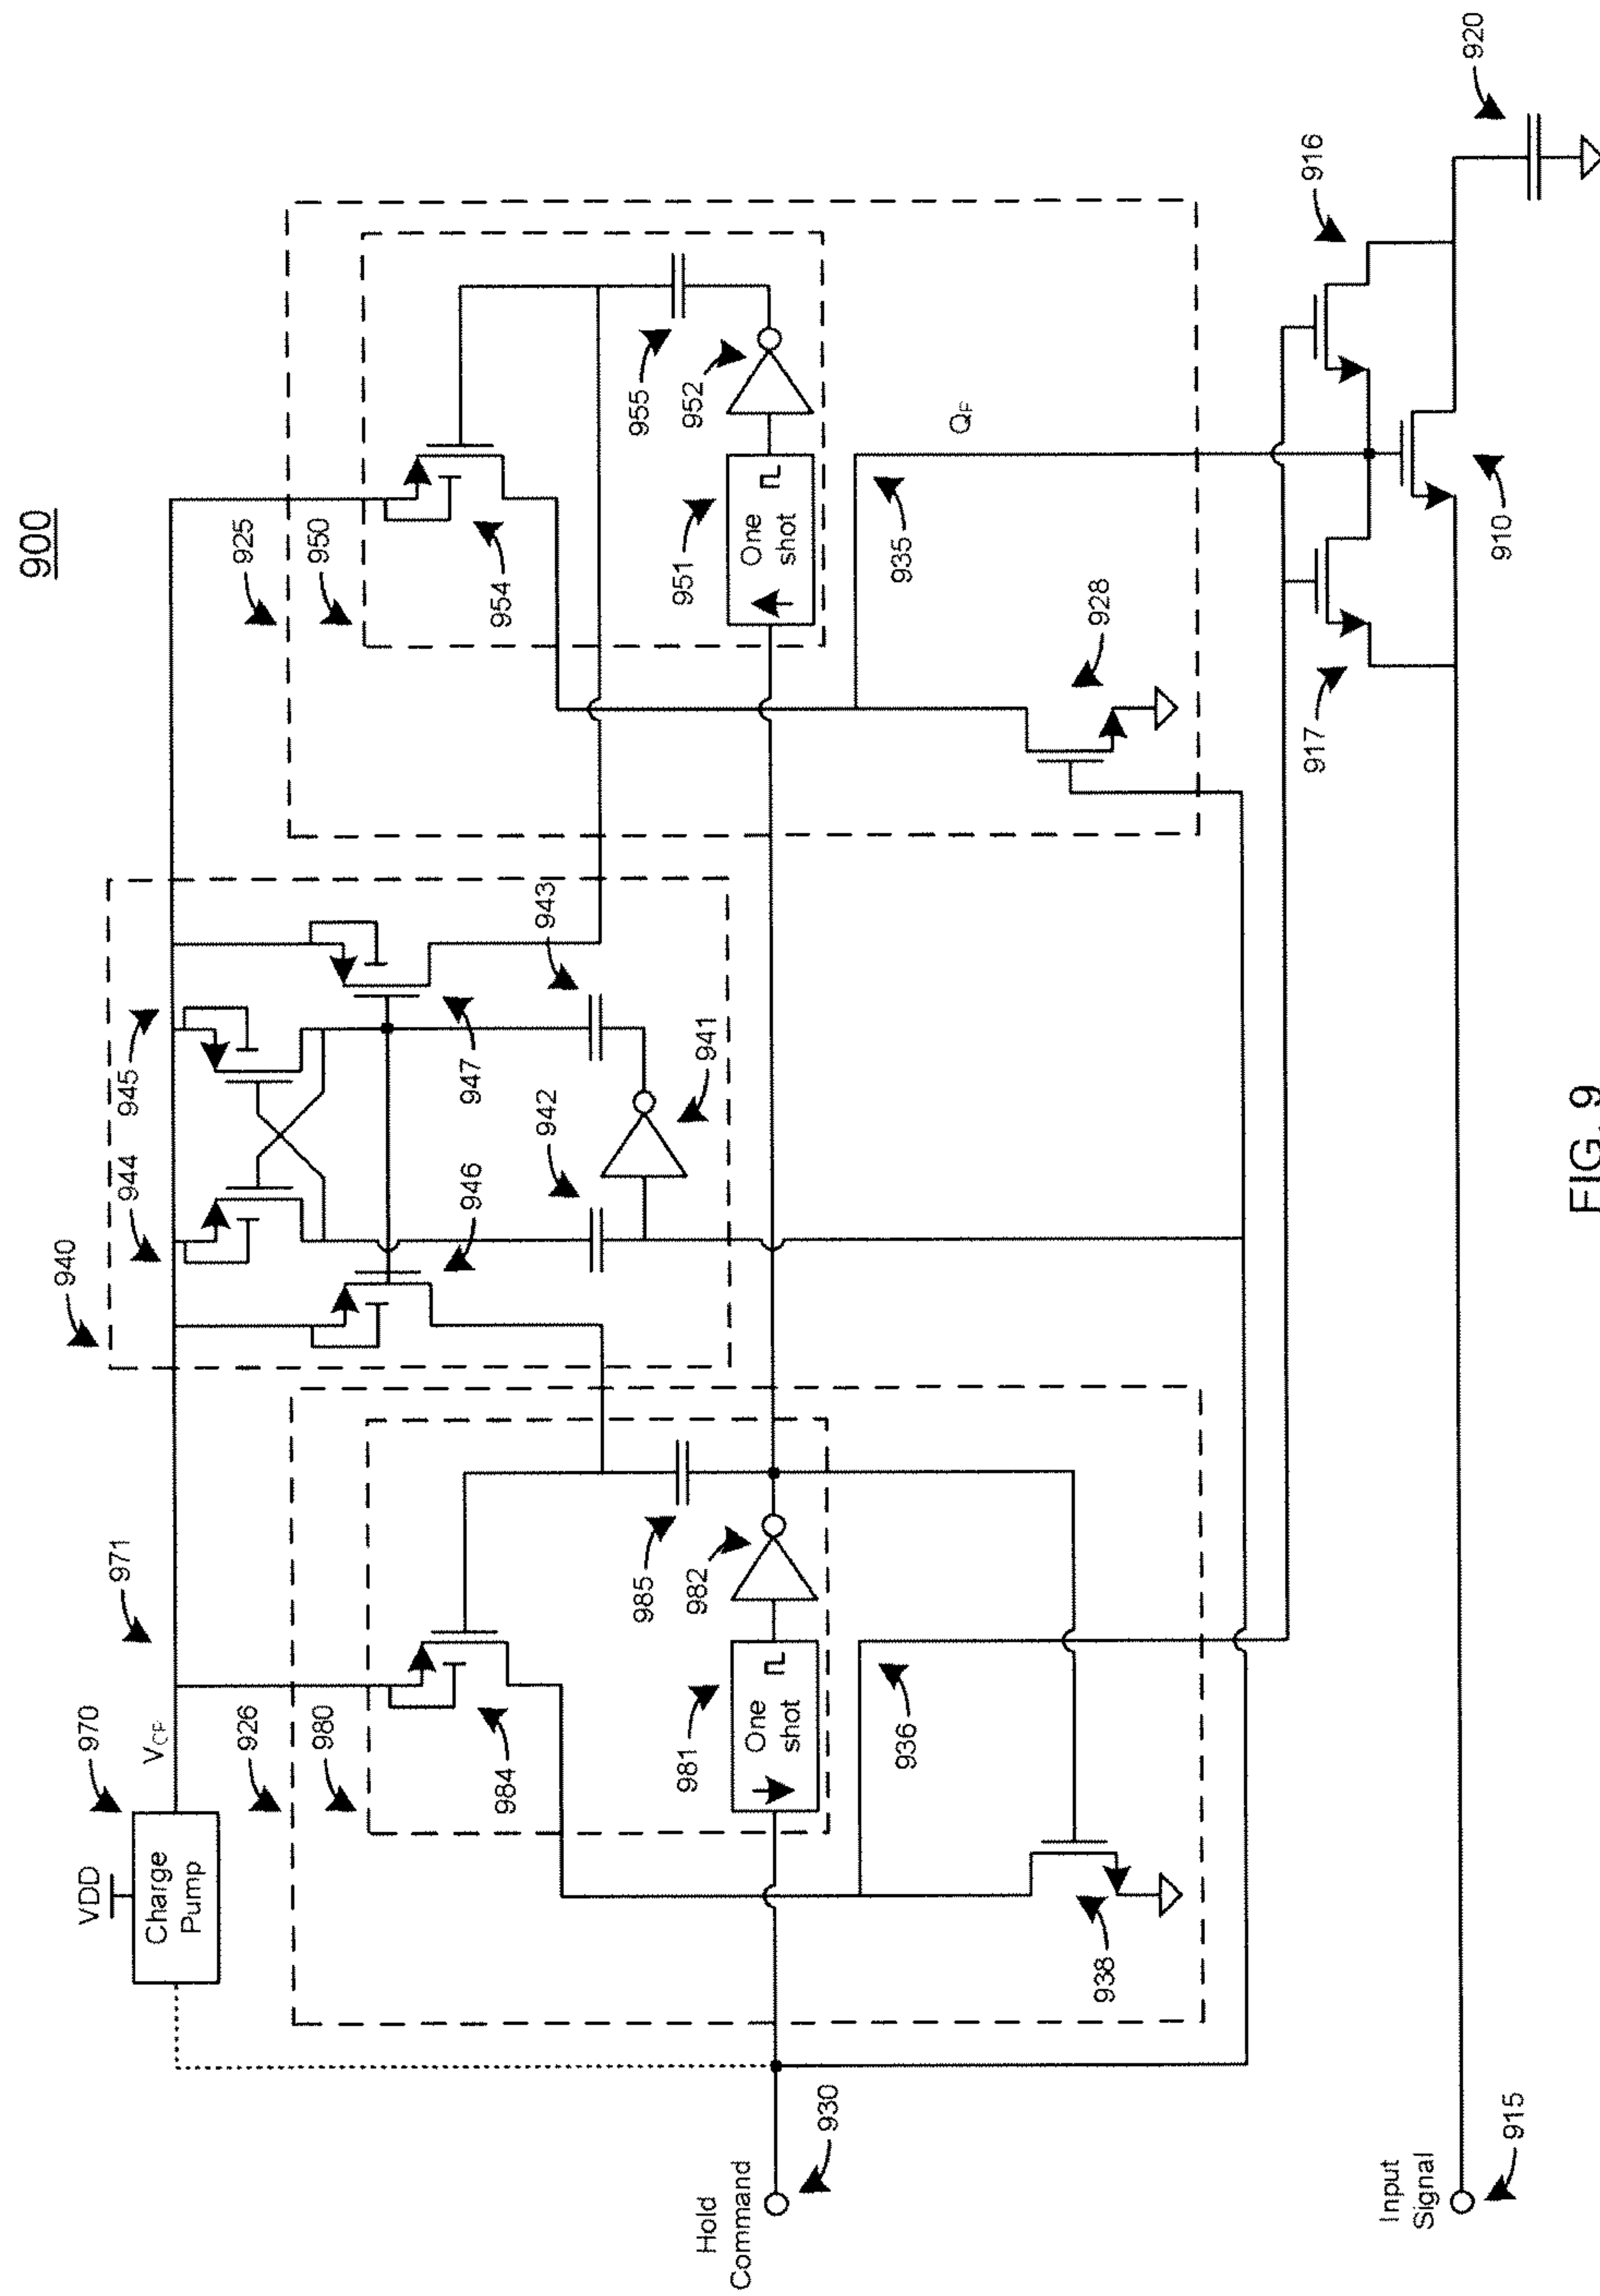 900
VDD
Charge
Pump
970
V_CP
971
940
944
945
946
947
942
943
941
926
980
984
985
982
981
One
shot
936
938
925
950
954
955
952
951
One
shot
935
928
Q_F
Hold
Command
930
Input
Signal
915
917
916
910
920
FIG. 9